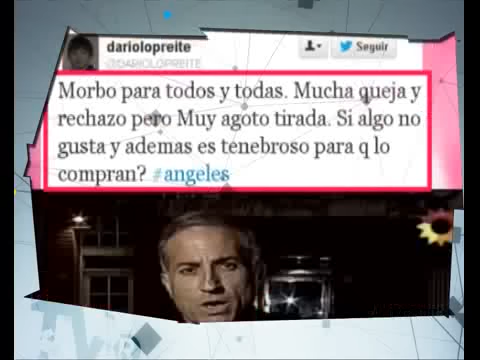 dariolopreite
@DARIOLOPREITE
Seguir
Morbo para todos y todas. Mucha queja y
rechazo pero Muy agoto tirada. Si algo no
gusta y ademas es tenebroso para q lo
compran? #angeles